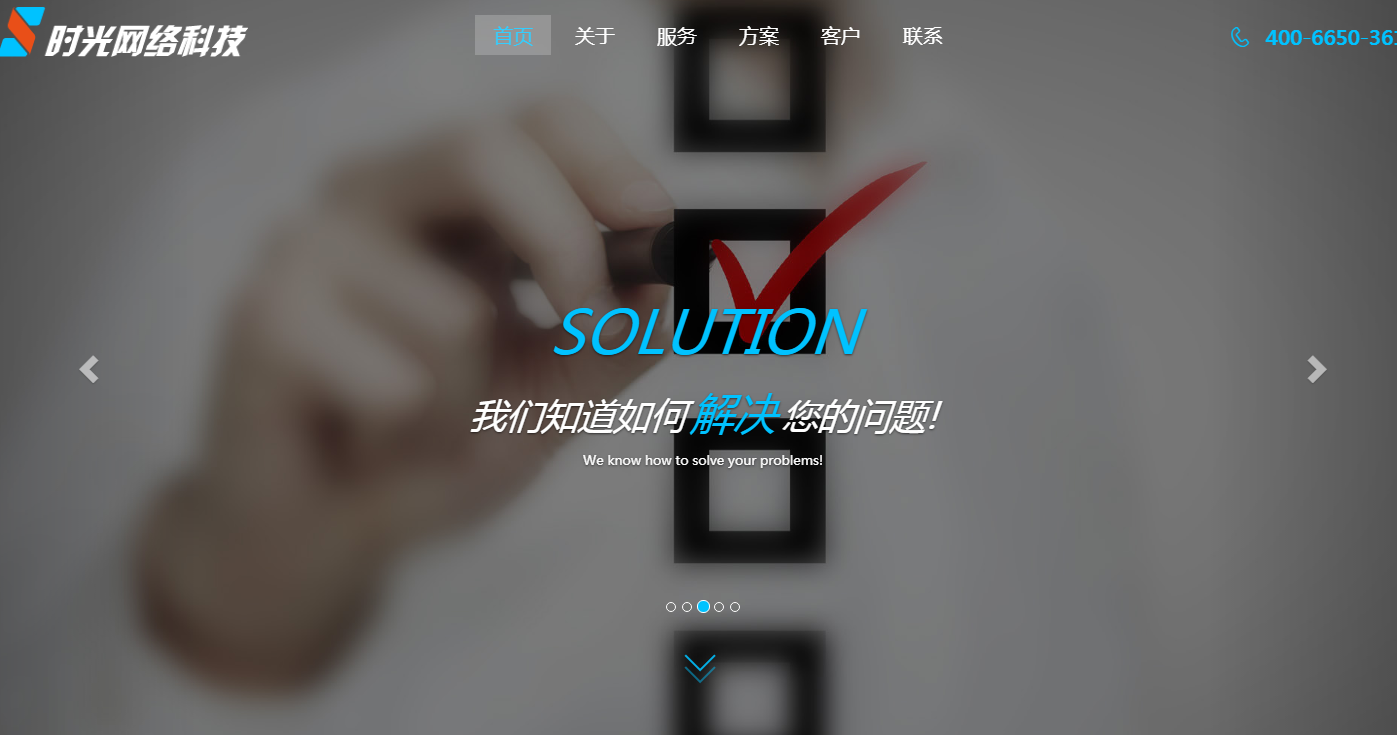 时光网络科技
首页 关于 服务 方案 客户 联系
400-6650-361
SOLUTION
我们知道如何 解决 您的问题!
We know how to solve your problems!